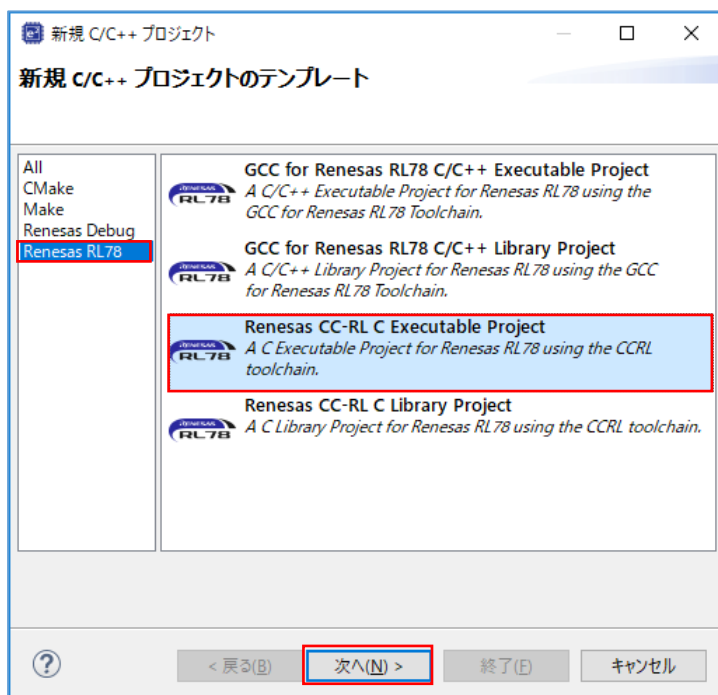 新規 C/C++ プロジェクト
新規 C/C++ プロジェクトのテンプレート
All
CMake
Make
Renesas Debug
Renesas RL78
RENESAS
RL78
GCC for Renesas RL78 C/C++ Executable Project
A C/C++ Executable Project for Renesas RL78 using the
GCC for Renesas RL78 Toolchain.
RENESAS
RL78
GCC for Renesas RL78 C/C++ Library Project
A C/C++ Library Project for Renesas RL78 using the GCC
for Renesas RL78 Toolchain.
RENESAS
RL78
Renesas CC-RL C Executable Project
A C Executable Project for Renesas RL78 using the CCRL
toolchain.
RENESAS
RL78
Renesas CC-RL C Library Project
A C Library Project for Renesas RL78 using the CCRL toolchain.
?
< 戻る(B)
次へ(N) >
終了(F)
キャンセル